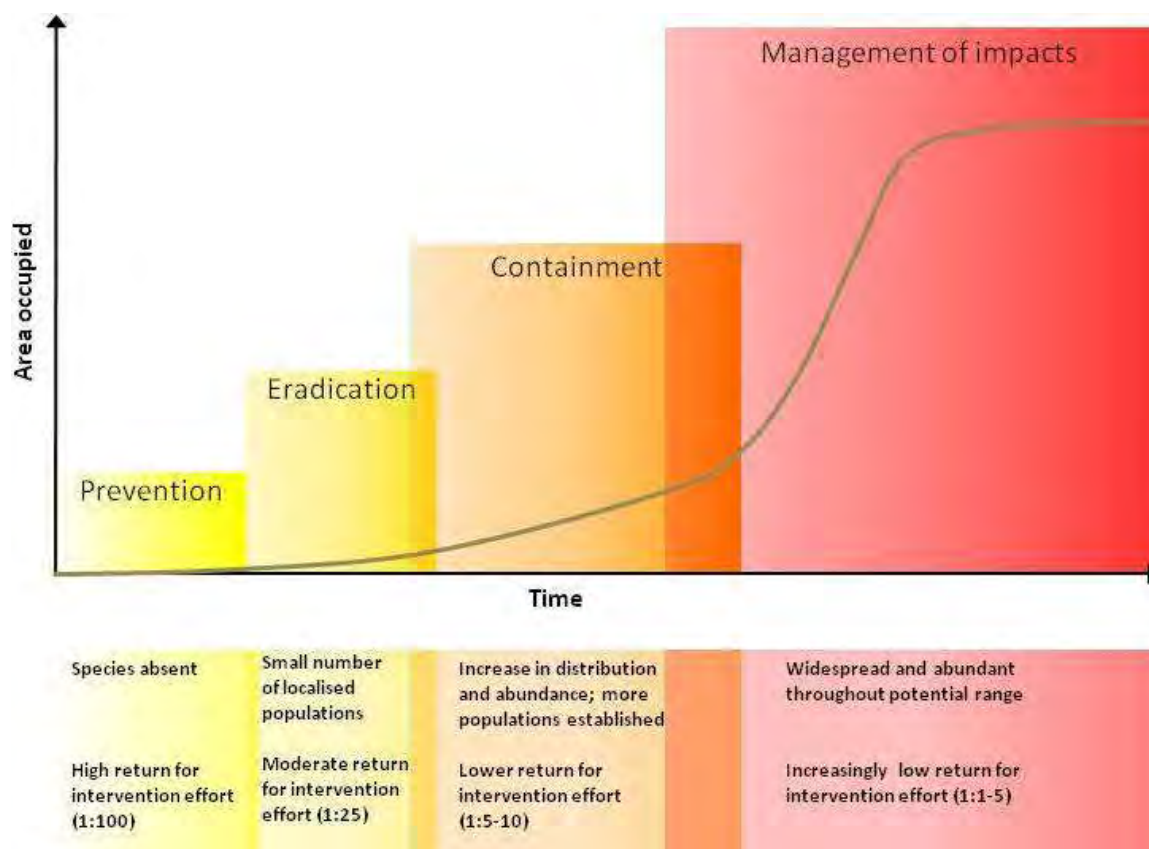 Management of impacts
Containment
Eradication
Prevention
Area occupied
Time
Species absent
High return for
intervention effort
(1:100)
Small number
of localised
populations
Moderate return
for intervention
effort (1:25)
Increase in distribution
and abundance; more
populations established
Lower return for
intervention effort
(1:5-10)
Widespread and abundant
throughout potential range
Increasingly low return for
intervention effort (1:1-5)